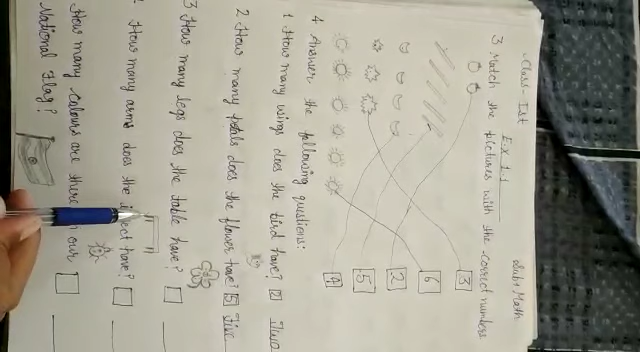 Class-Ist Ex 1.1 Sub:Math
3 Match the pictures with the correct numbers
3
6
2
5
4
4 Answer the following questions:
1 How many wings does the bird have? 2 Two
2 How many petals does the flower have? 5 Five
3 How many legs does the table have?
How many arms does the insect have?
How many colours are there in our
National Flag?